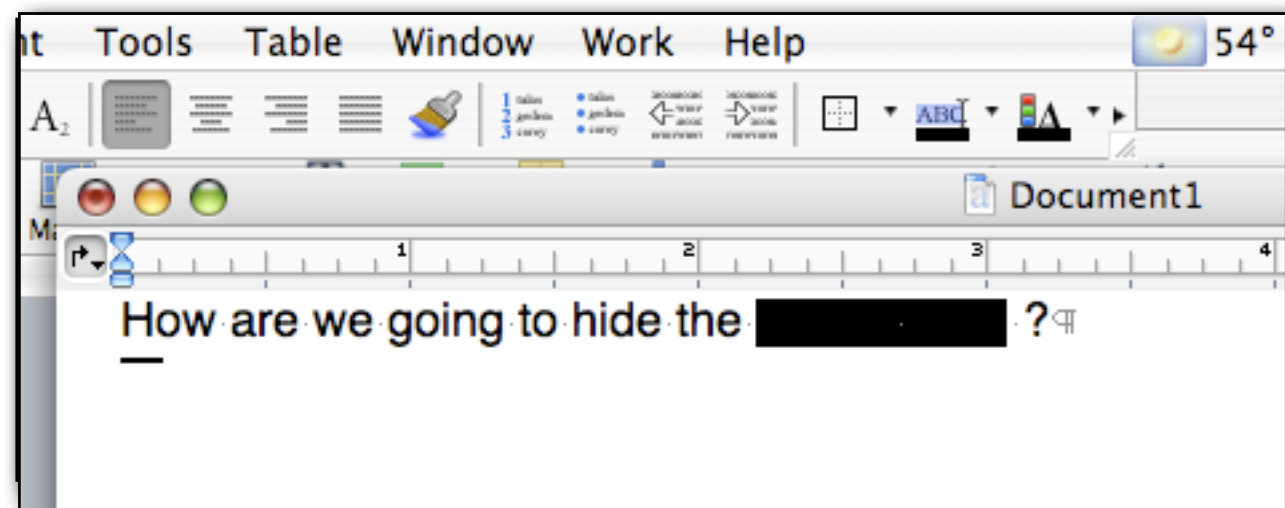 nt Tools Table Window Work Help 54°
A2 ABC A
Ma
Document1
1 2 3 4
How are we going to hide the ?